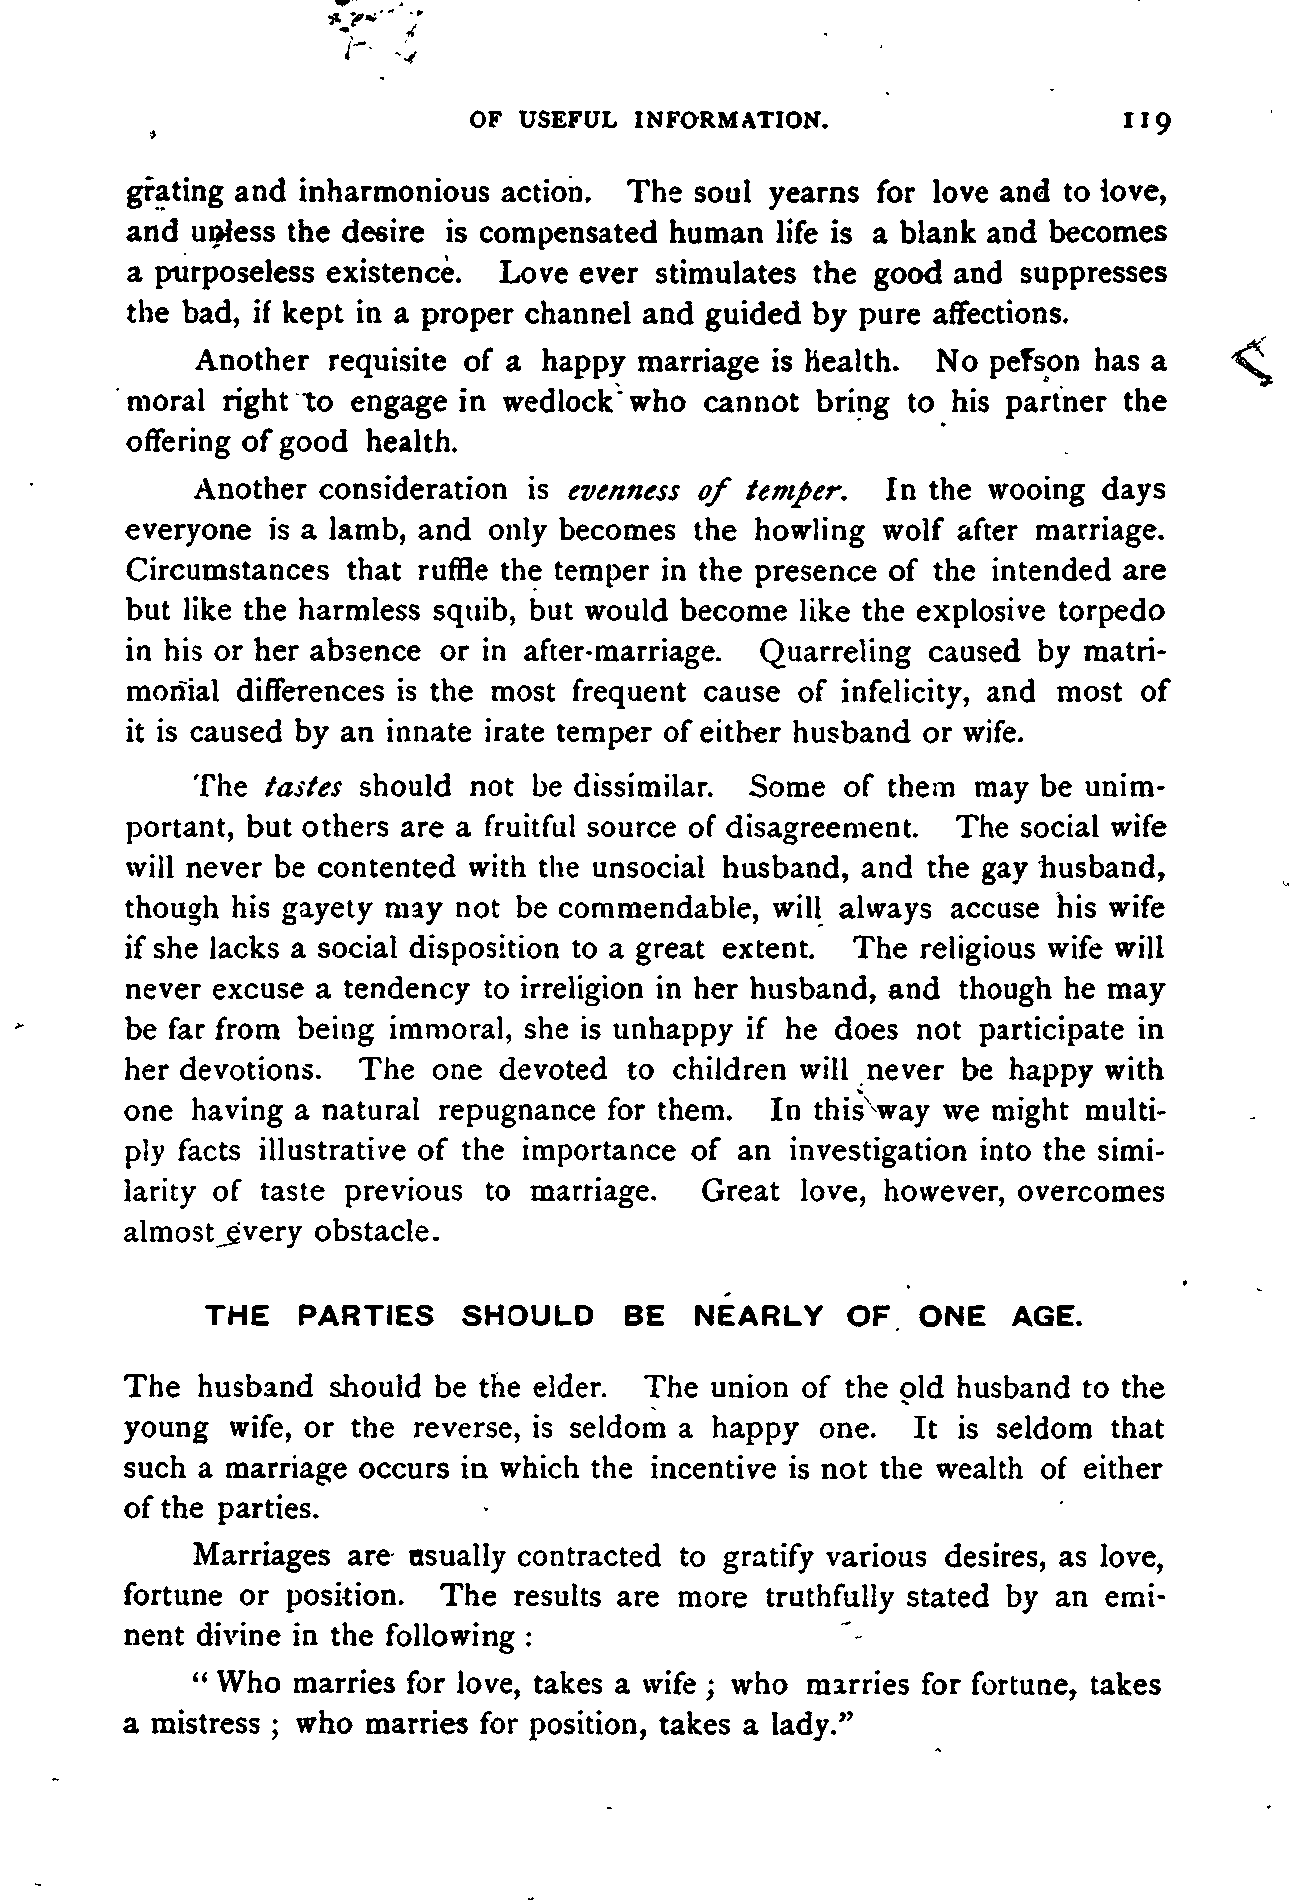 OF USEFUL INFORMATION. 119
grating and inharmonious action. The soul yearns for love and to love,
and unless the desire is compensated human life is a blank and becomes
a purposeless existence. Love ever stimulates the good and suppresses
the bad, if kept in a proper channel and guided by pure affections.
Another requisite of a happy marriage is health. No person has a
moral right to engage in wedlock who cannot bring to his partner the
offering of good health.
Another consideration is evenness of temper. In the wooing days
everyone is a lamb, and only becomes the howling wolf after marriage.
Circumstances that ruffle the temper in the presence of the intended are
but like the harmless squib, but would become like the explosive torpedo
in his or her absence or in after-marriage. Quarreling caused by matri-
monial differences is the most frequent cause of infelicity, and most of
it is caused by an innate irate temper of either husband or wife.
The tastes should not be dissimilar. Some of them may be unim-
portant, but others are a fruitful source of disagreement. The social wife
will never be contented with the unsocial husband, and the gay husband,
though his gayety may not be commendable, will always accuse his wife
if she lacks a social disposition to a great extent. The religious wife will
never excuse a tendency to irreligion in her husband, and though he may
be far from being immoral, she is unhappy if he does not participate in
her devotions. The one devoted to children will never be happy with
one having a natural repugnance for them. In this way we might multi-
ply facts illustrative of the importance of an investigation into the simi-
larity of taste previous to marriage. Great love, however, overcomes
almost every obstacle.
THE PARTIES SHOULD BE NEARLY OF ONE AGE.
The husband should be the elder. The union of the old husband to the
young wife, or the reverse, is seldom a happy one. It is seldom that
such a marriage occurs in which the incentive is not the wealth of either
of the parties.
Marriages are usually contracted to gratify various desires, as love,
fortune or position. The results are more truthfully stated by an emi-
nent divine in the following :
“ Who marries for love, takes a wife ; who marries for fortune, takes
a mistress ; who marries for position, takes a lady.”